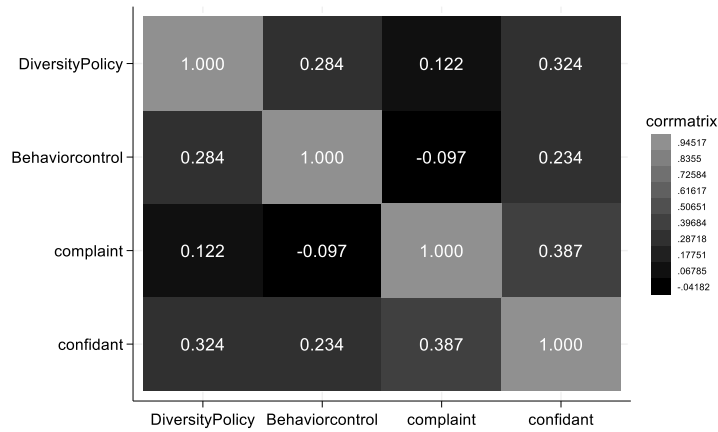 DiversityPolicy 1.000 0.284 0.122 0.324
Behaviorcontrol 0.284 1.000 -0.097 0.234
complaint 0.122 -0.097 1.000 0.387
confidant 0.324 0.234 0.387 1.000
DiversityPolicy Behaviorcontrol complaint confidant
corrmatrix
.94517
.8355
.72584
.61617
.50651
.39684
.28718
.17751
.06785
-.04182